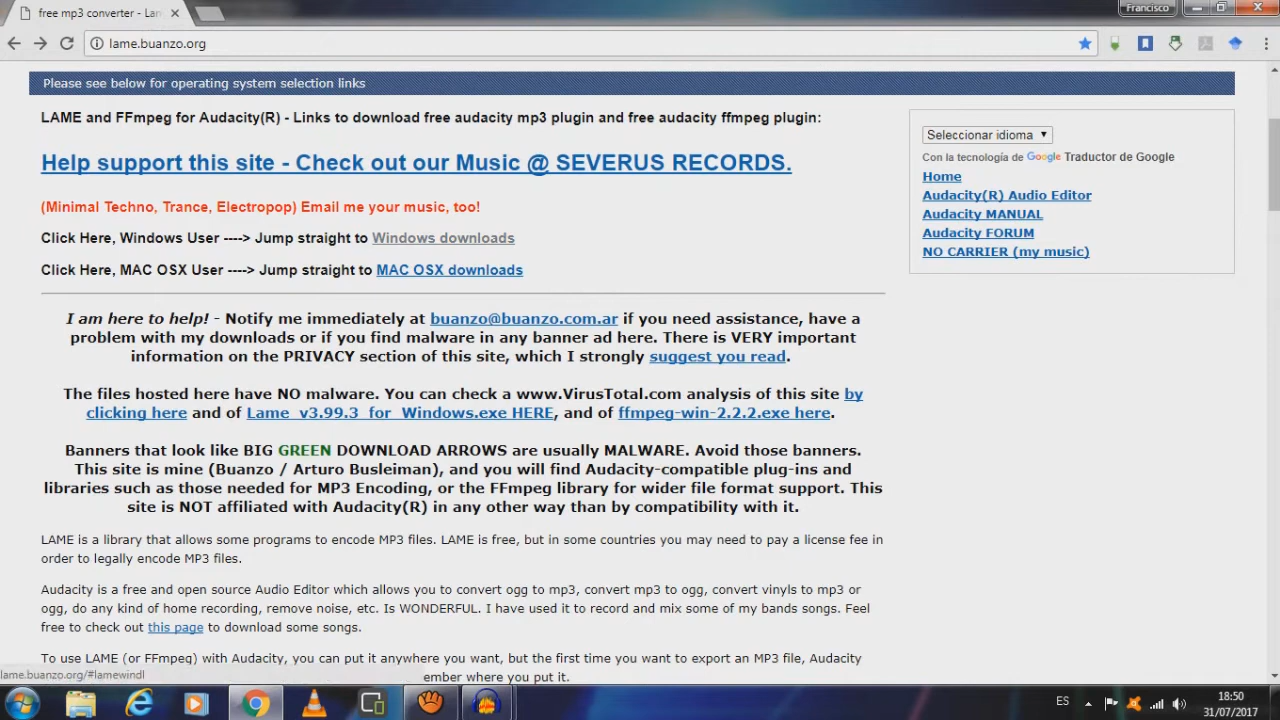 free mp3 converter - Lam
Francisco
lame.buanzo.org
Please see below for operating system selection links
LAME and FFmpeg for Audacity(R) - Links to download free audacity mp3 plugin and free audacity ffmpeg plugin:
Help support this site - Check out our Music @ SEVERUS RECORDS.
(Minimal Techno, Trance, Electropop) Email me your music, too!
Click Here, Windows User ----> Jump straight to Windows downloads
Click Here, MAC OSX User ----> Jump straight to MAC OSX downloads
I am here to help! - Notify me immediately at buanzo@buanzo.com.ar if you need assistance, have a
problem with my downloads or if you find malware in any banner ad here. There is VERY important
information on the PRIVACY section of this site, which I strongly suggest you read.
The files hosted here have NO malware. You can check a www.VirusTotal.com analysis of this site by
clicking here and of Lame_v3.99.3_for_Windows.exe HERE, and of ffmpeg-win-2.2.2.exe here.
Banners that look like BIG GREEN DOWNLOAD ARROWS are usually MALWARE. Avoid those banners.
This site is mine (Buanzo / Arturo Busleiman), and you will find Audacity-compatible plug-ins and
libraries such as those needed for MP3 Encoding, or the FFmpeg library for wider file format support. This
site is NOT affiliated with Audacity(R) in any other way than by compatibility with it.
LAME is a library that allows some programs to encode MP3 files. LAME is free, but in some countries you may need to pay a license fee in
order to legally encode MP3 files.
Audacity is a free and open source Audio Editor which allows you to convert ogg to mp3, convert mp3 to ogg, convert vinyls to mp3 or
ogg, do any kind of home recording, remove noise, etc. Is WONDERFUL. I have used it to record and mix some of my bands songs. Feel
free to check out this page to download some songs.
To use LAME (or FFmpeg) with Audacity, you can put it anywhere you want, but the first time you want to export an MP3 file, Audacity
ember where you put it.
Seleccionar idioma
Con la tecnología de Google Traductor de Google
Home
Audacity(R) Audio Editor
Audacity MANUAL
Audacity FORUM
NO CARRIER (my music)
lame.buanzo.org/#lamewindl
ES
18:50
31/07/2017